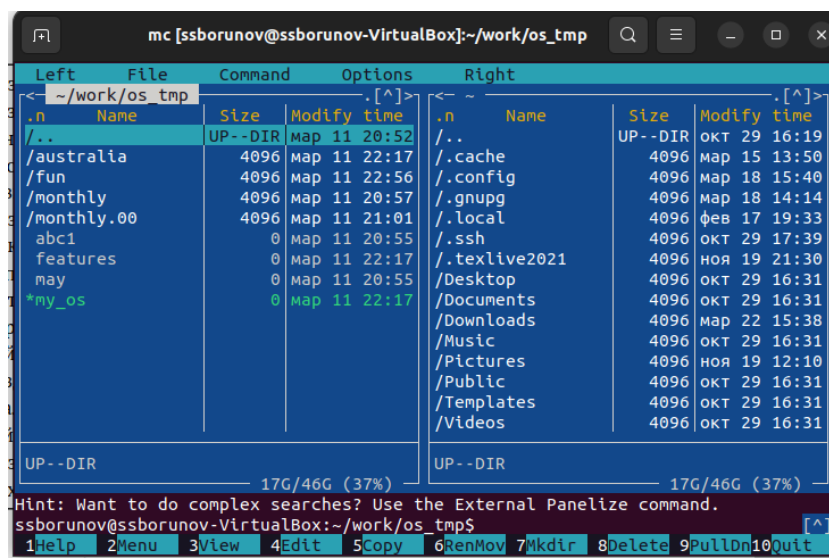 mc [ssborunov@ssborunov-VirtualBox]:~/work/os_tmp
Left File Command Options Right
<- ~/work/os_tmp .[^]>
.n Name Size Modify time
/.. UP--DIR мар 11 20:52
/australia 4096 мар 11 22:17
/fun 4096 мар 11 22:56
/monthly 4096 мар 11 20:57
/monthly.00 4096 мар 11 21:01
abc1 0 мар 11 20:55
features 0 мар 11 22:17
may 0 мар 11 20:55
*my_os 0 мар 11 22:17
UP--DIR
17G/46G (37%)
<- ~ .[^]>
.n Name Size Modify time
/.. UP--DIR окт 29 16:19
/.cache 4096 мар 15 13:50
/.config 4096 мар 18 15:40
/.gnupg 4096 мар 18 14:14
/.local 4096 фев 17 19:33
/.ssh 4096 окт 29 17:39
/.texlive2021 4096 ноя 19 21:30
/Desktop 4096 окт 29 16:31
/Documents 4096 окт 29 16:31
/Downloads 4096 мар 22 15:38
/Music 4096 окт 29 16:31
/Pictures 4096 ноя 19 12:10
/Public 4096 окт 29 16:31
/Templates 4096 окт 29 16:31
/Videos 4096 окт 29 16:31
UP--DIR
17G/46G (37%)
Hint: Want to do complex searches? Use the External Panelize command.
ssborunov@ssborunov-VirtualBox:~/work/os_tmp$ [^]
1Help 2Menu 3View 4Edit 5Copy 6RenMov 7Mkdir 8Delete 9PullDn 10Quit